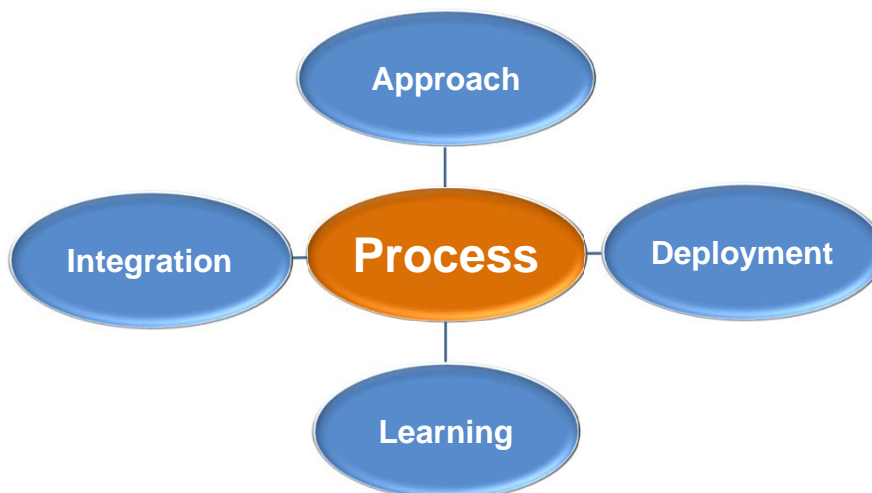 Approach
Integration
Process
Deployment
Learning